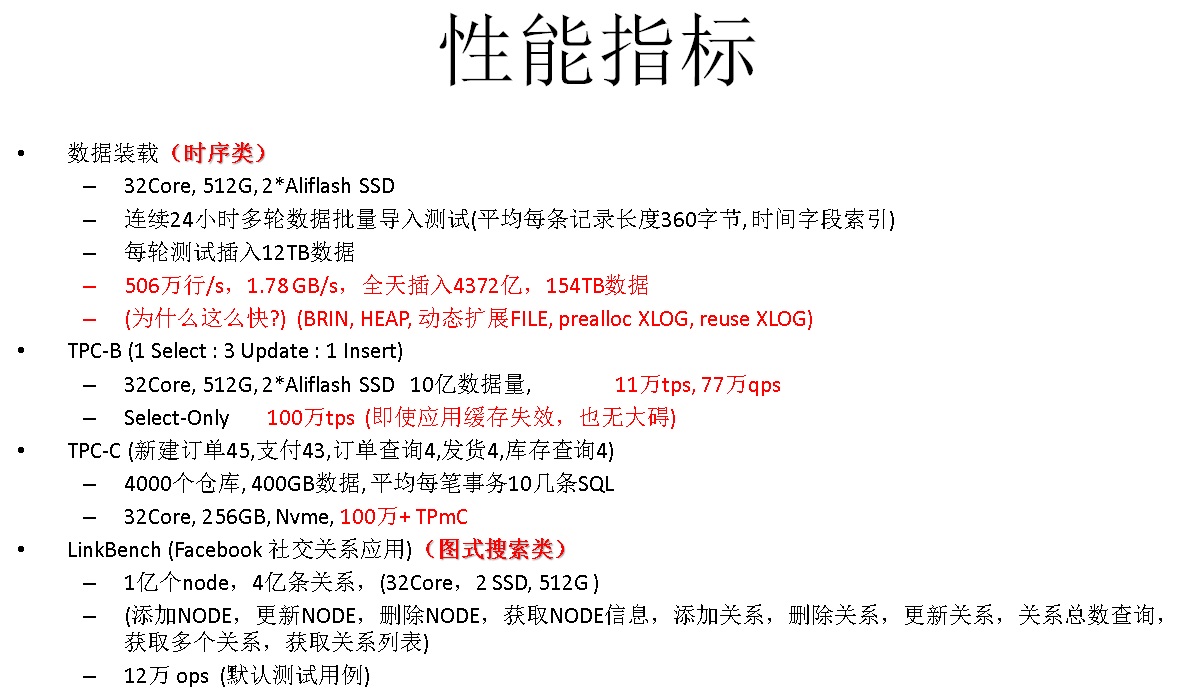 性能指标
• 数据装载（时序类）
– 32Core, 512G, 2*Aliflash SSD
– 连续24小时多轮数据批量导入测试(平均每条记录长度360字节, 时间字段索引)
– 每轮测试插入12TB数据
– 506万行/s，1.78 GB/s，全天插入4372亿，154TB数据
– (为什么这么快?) (BRIN, HEAP, 动态扩展FILE, prealloc XLOG, reuse XLOG)
• TPC-B (1 Select : 3 Update : 1 Insert)
– 32Core, 512G, 2*Aliflash SSD 10亿数据量, 11万tps, 77万qps
– Select-Only 100万tps (即使应用缓存失效，也无大碍)
• TPC-C (新建订单45,支付43,订单查询4,发货4,库存查询4)
– 4000个仓库, 400GB数据, 平均每笔事务10几条SQL
– 32Core, 256GB, Nvme, 100万+ TPmC
• LinkBench (Facebook 社交关系应用)（图式搜索类）
– 1亿个node，4亿条关系，(32Core，2 SSD, 512G )
– (添加NODE，更新NODE，删除NODE，获取NODE信息，添加关系，删除关系，更新关系，关系总数查询，
获取多个关系，获取关系列表)
– 12万 ops (默认测试用例)